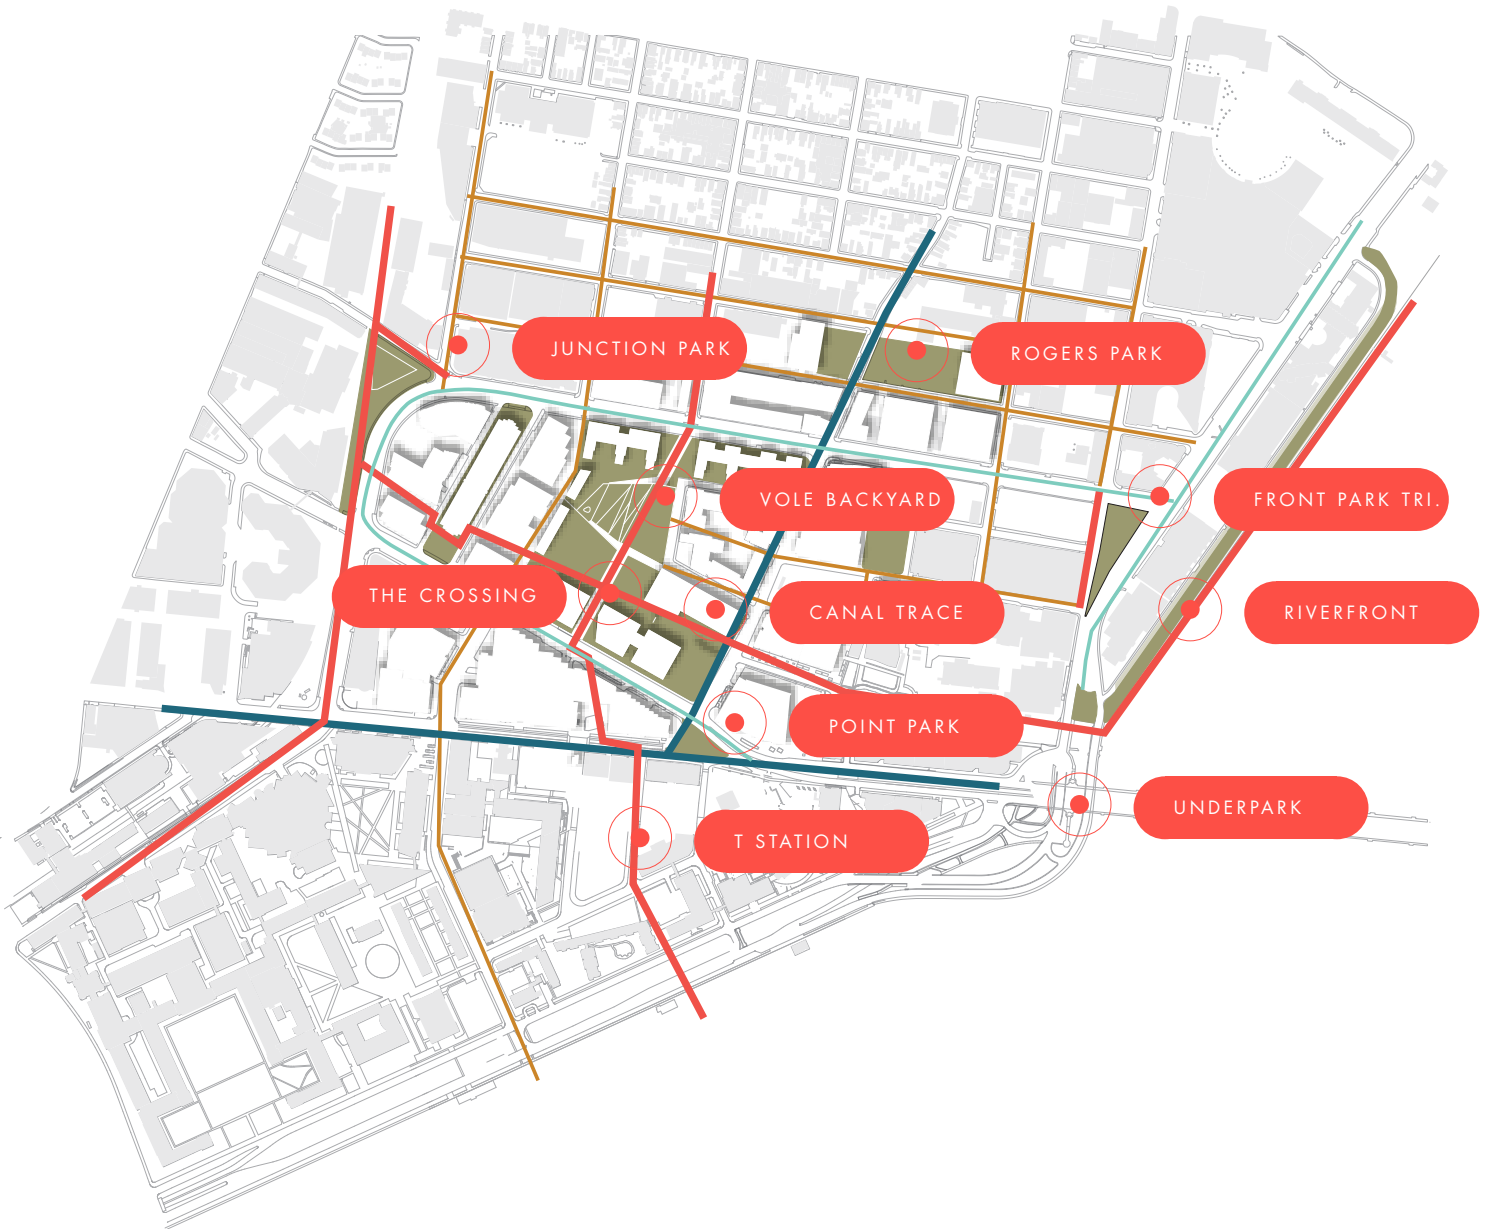 JUNCTION PARK
ROGERS PARK
VOLE BACKYARD
FRONT PARK TRI.
THE CROSSING
CANAL TRACE
RIVERFRONT
POINT PARK
UNDERPARK
T STATION